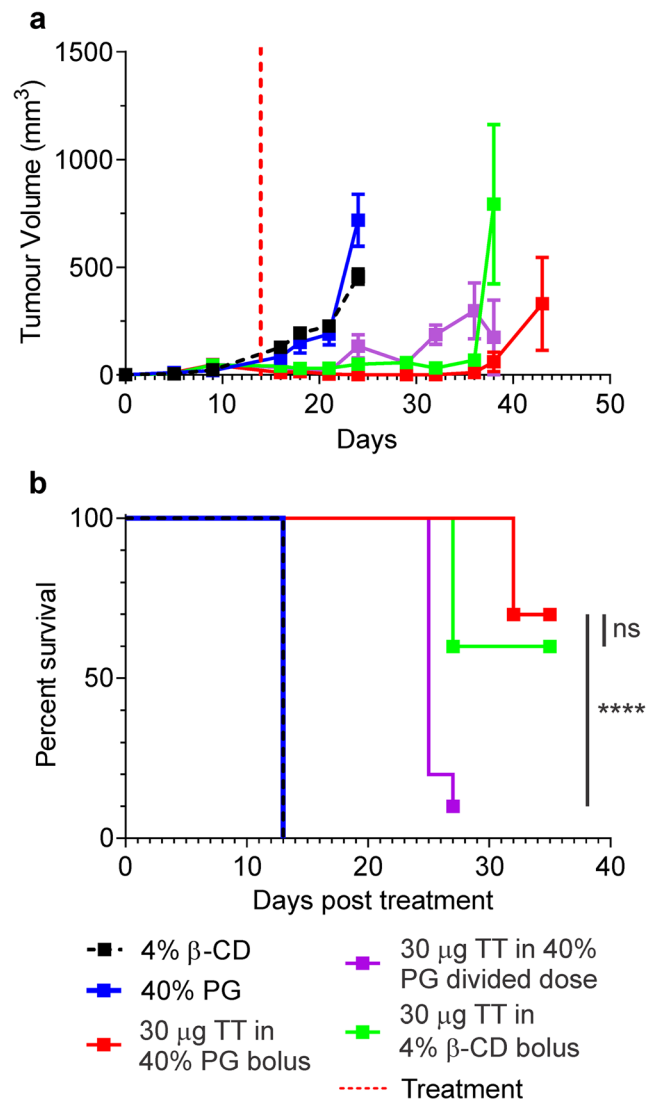 a
1500
1000
500
0
Tumour Volume (mm³)
0 10 20 30 40 50
Days
b
100
50
0
Percent survival
ns
****
0 10 20 30 40
Days post treatment
4% β-CD
40% PG
30 μg TT in
40% PG bolus
30 μg TT in 40%
PG divided dose
30 μg TT in
4% β-CD bolus
Treatment